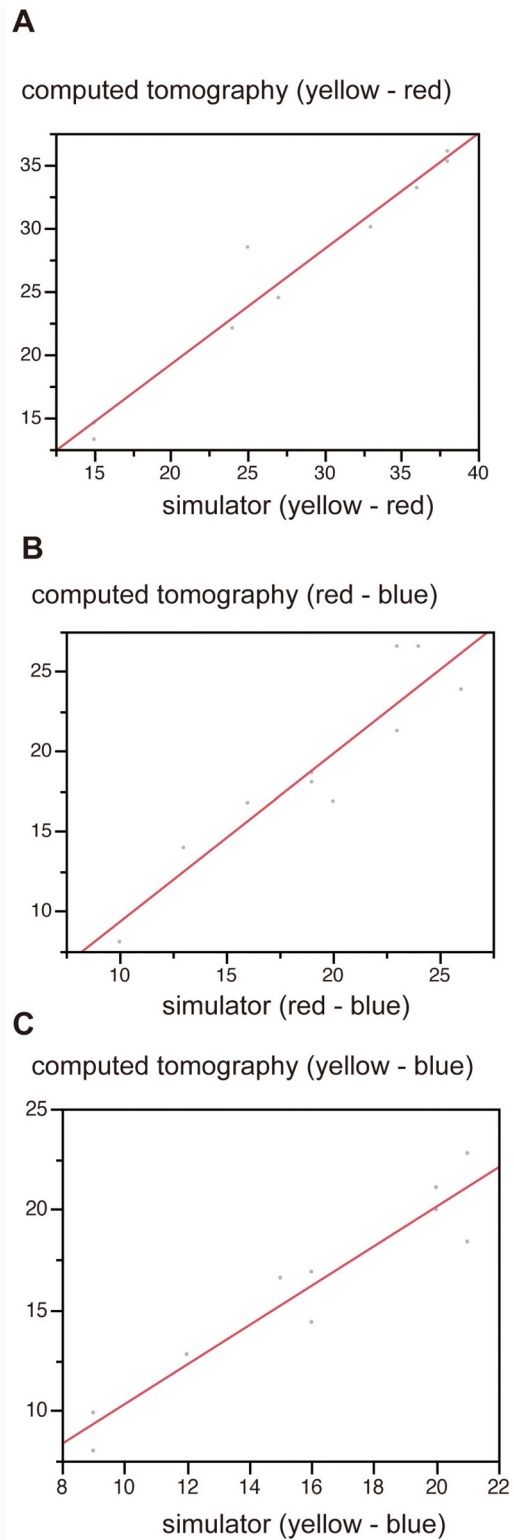 A
computed tomography (yellow - red)
35
30
25
20
15
15 20 25 30 35 40
simulator (yellow - red)
B
computed tomography (red - blue)
25
20
15
10
10 15 20 25
simulator (red - blue)
C
computed tomography (yellow - blue)
25
20
15
10
8 10 12 14 16 18 20 22
simulator (yellow - blue)